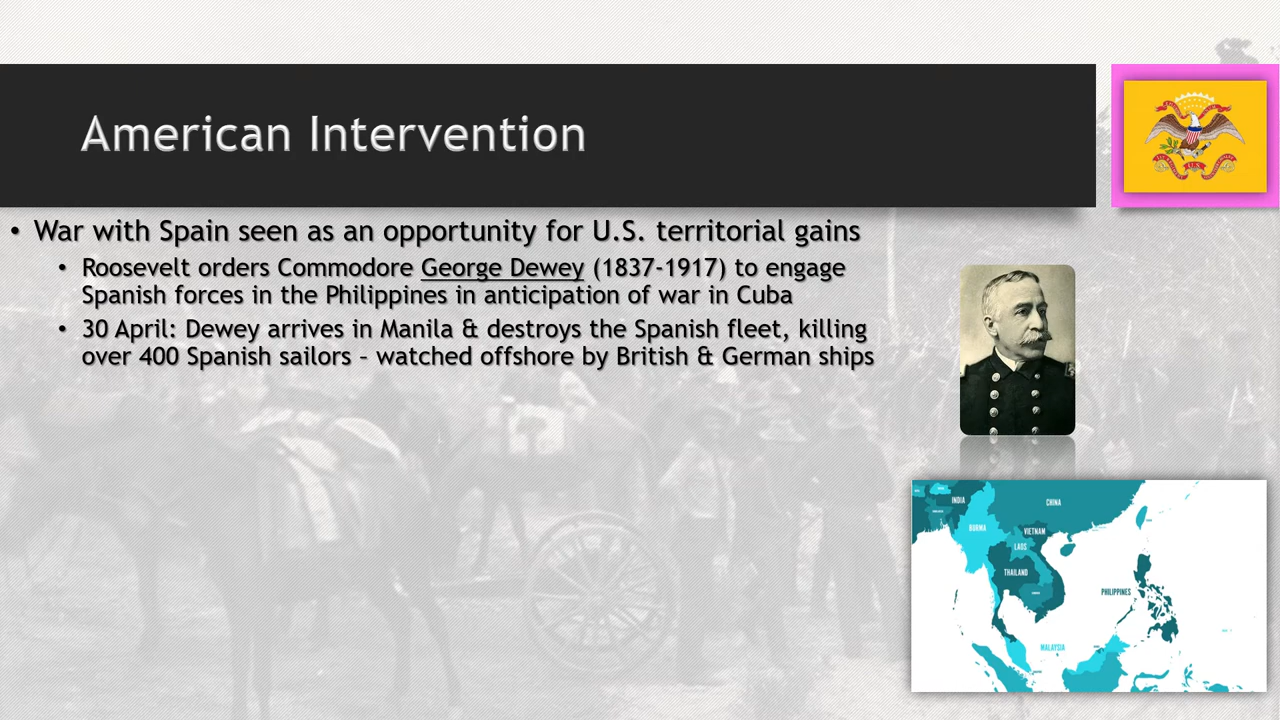 American Intervention
• War with Spain seen as an opportunity for U.S. territorial gains
• Roosevelt orders Commodore George Dewey (1837-1917) to engage
Spanish forces in the Philippines in anticipation of war in Cuba
• 30 April: Dewey arrives in Manila & destroys the Spanish fleet, killing
over 400 Spanish sailors – watched offshore by British & German ships
INDIA
CHINA
BURMA
VIETNAM
LAOS
THAILAND
PHILIPPINES
MALAYSIA
U.S.